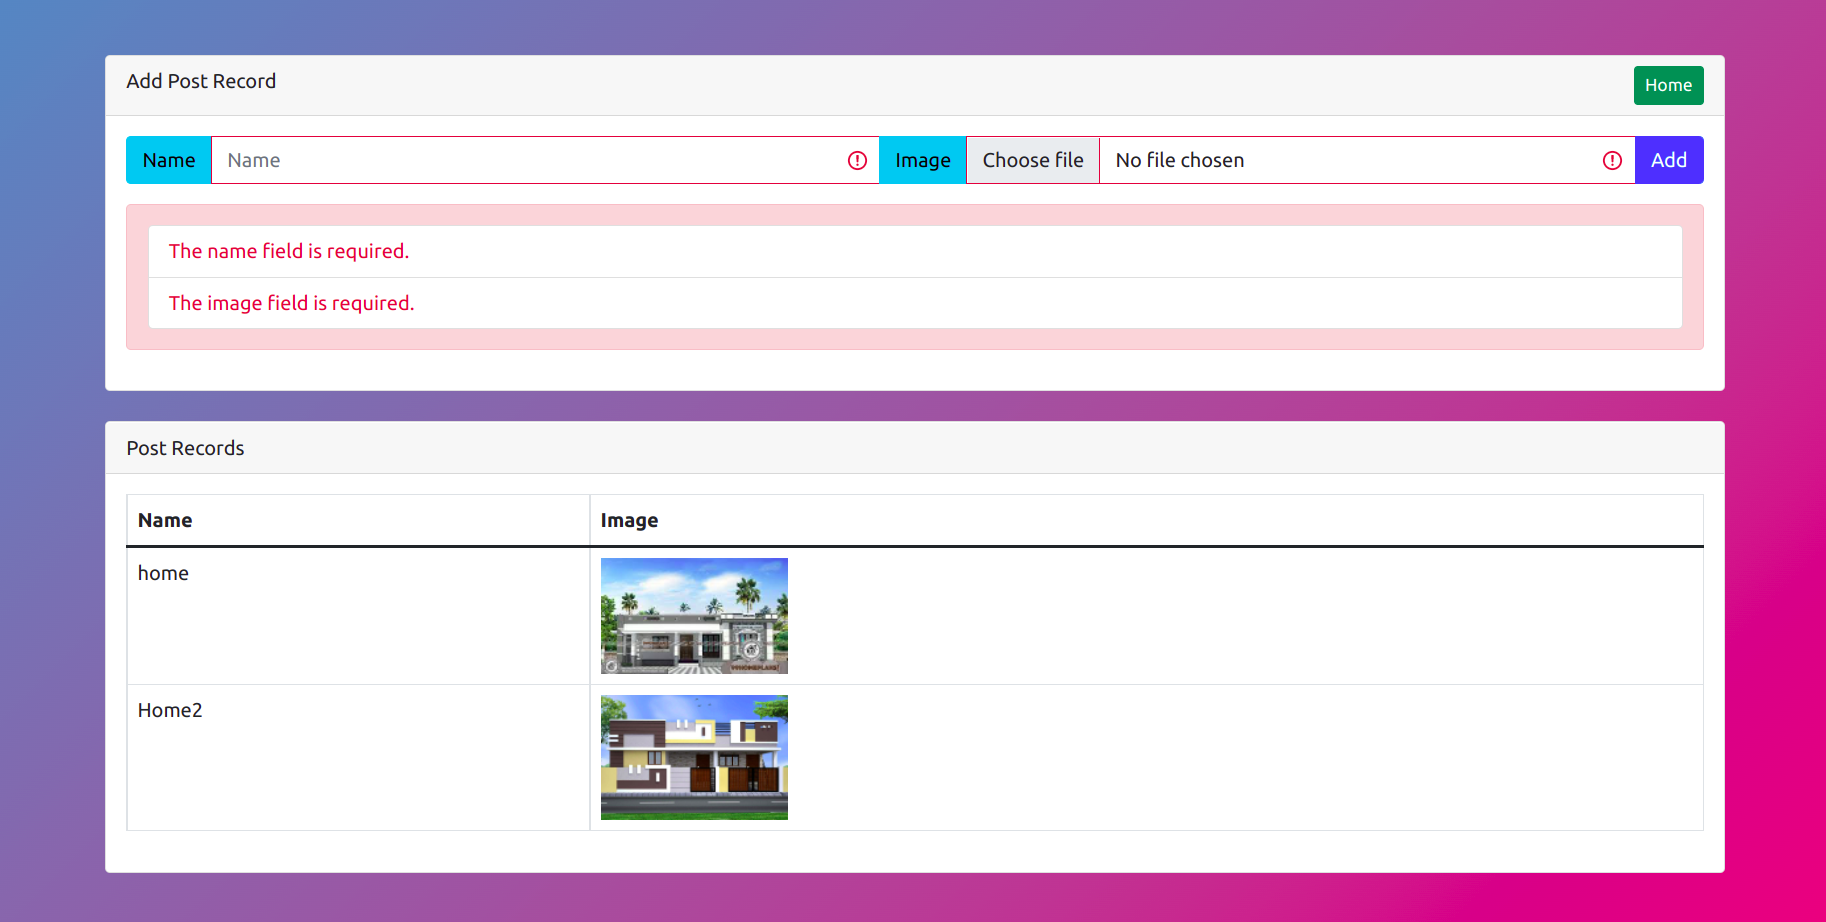 Add Post Record
Home
Name Name Image Choose file No file chosen Add
The name field is required.
The image field is required.
Post Records
Name Image
home
Home2